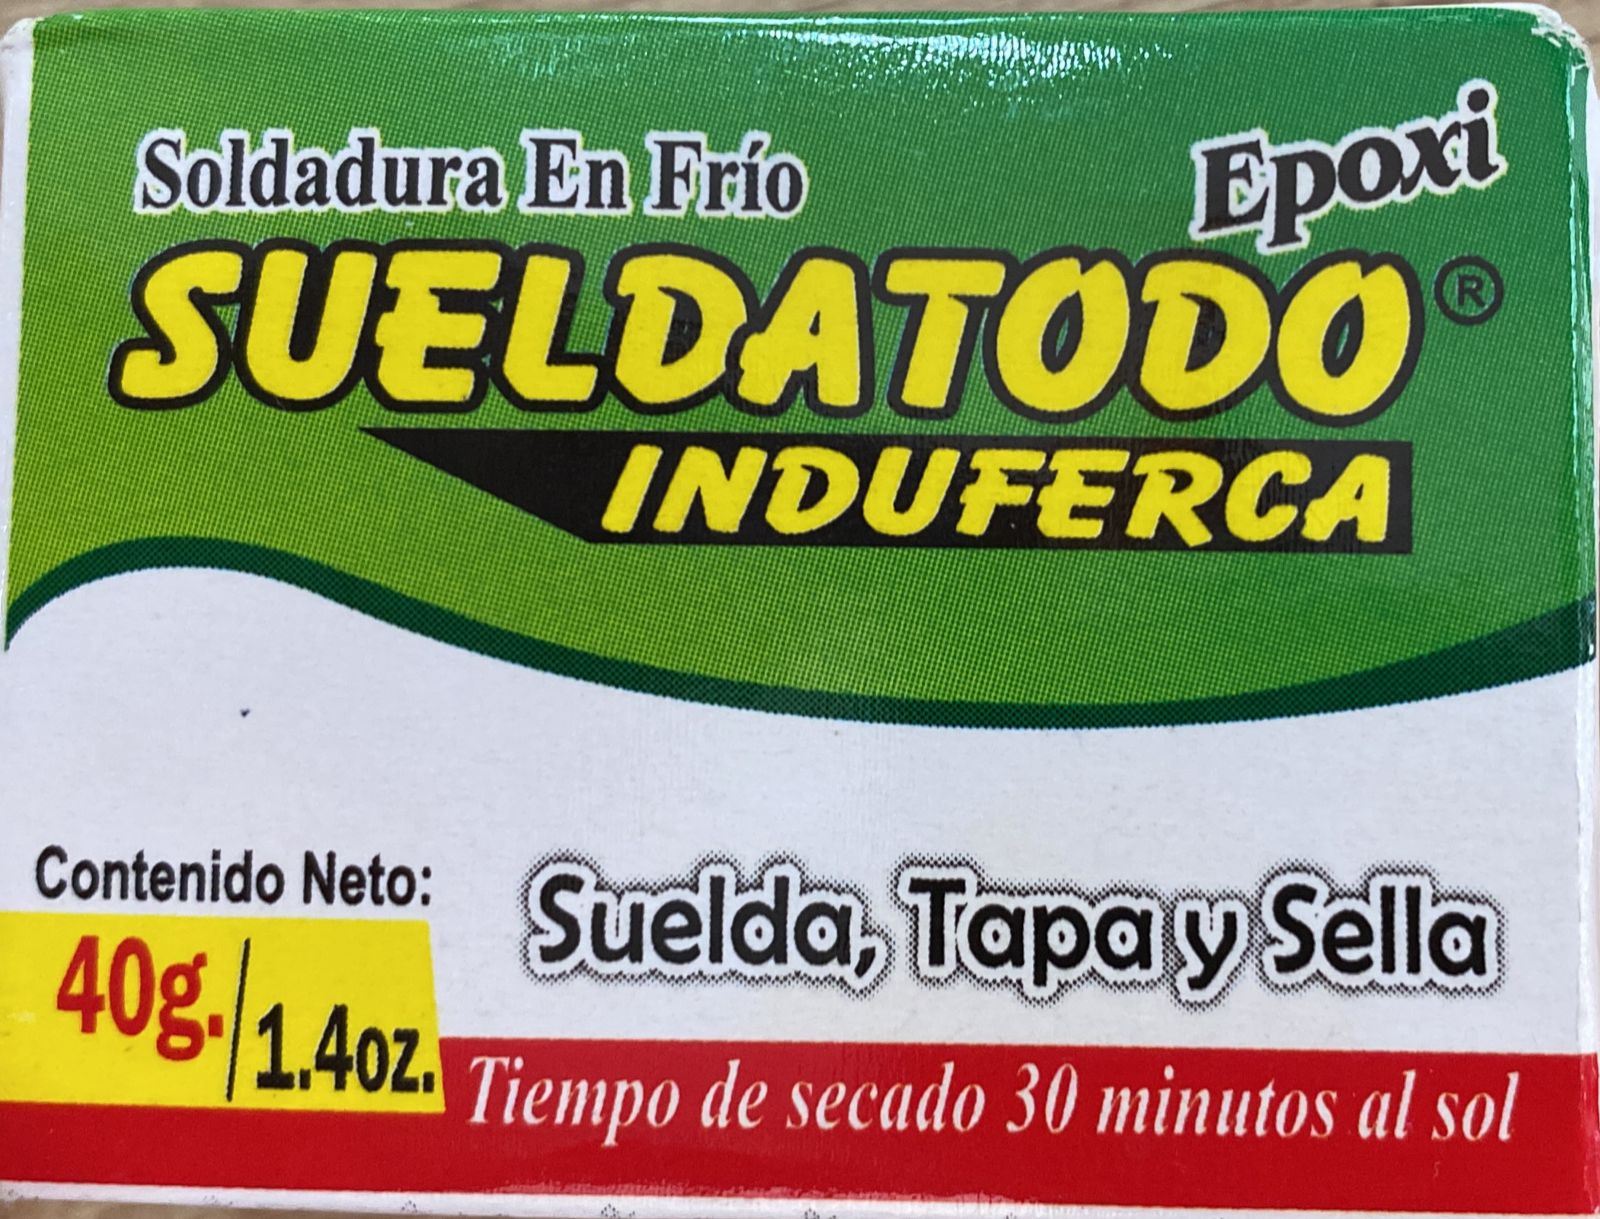 Soldadura En Frío
Epoxi
SUELDATODO®
INDUFERCA
Contenido Neto:
40g./1.4oz.
Suelda, Tapa y Sella
Tiempo de secado 30 minutos al sol